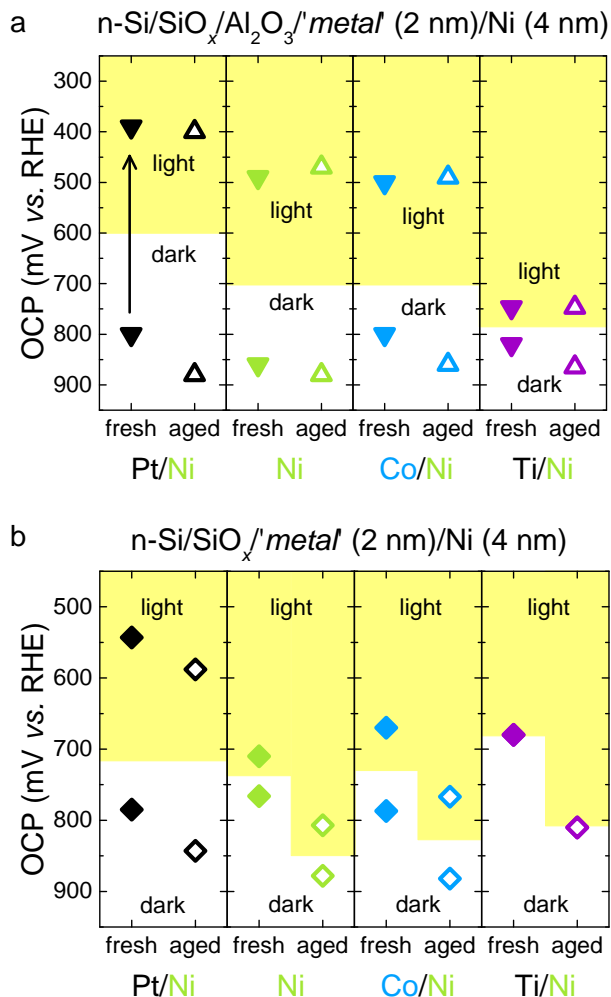 a
n-Si/SiOₓ/Al₂O₃/'metal' (2 nm)/Ni (4 nm)
OCP (mV vs. RHE)
300
400
500
600
700
800
900
light
dark
light
dark
light
dark
light
dark
fresh aged fresh aged fresh aged fresh aged
Pt/Ni Ni Co/Ni Ti/Ni
b
n-Si/SiOₓ/'metal' (2 nm)/Ni (4 nm)
OCP (mV vs. RHE)
500
600
700
800
900
light light light light
dark dark dark dark
fresh aged fresh aged fresh aged fresh aged
Pt/Ni Ni Co/Ni Ti/Ni